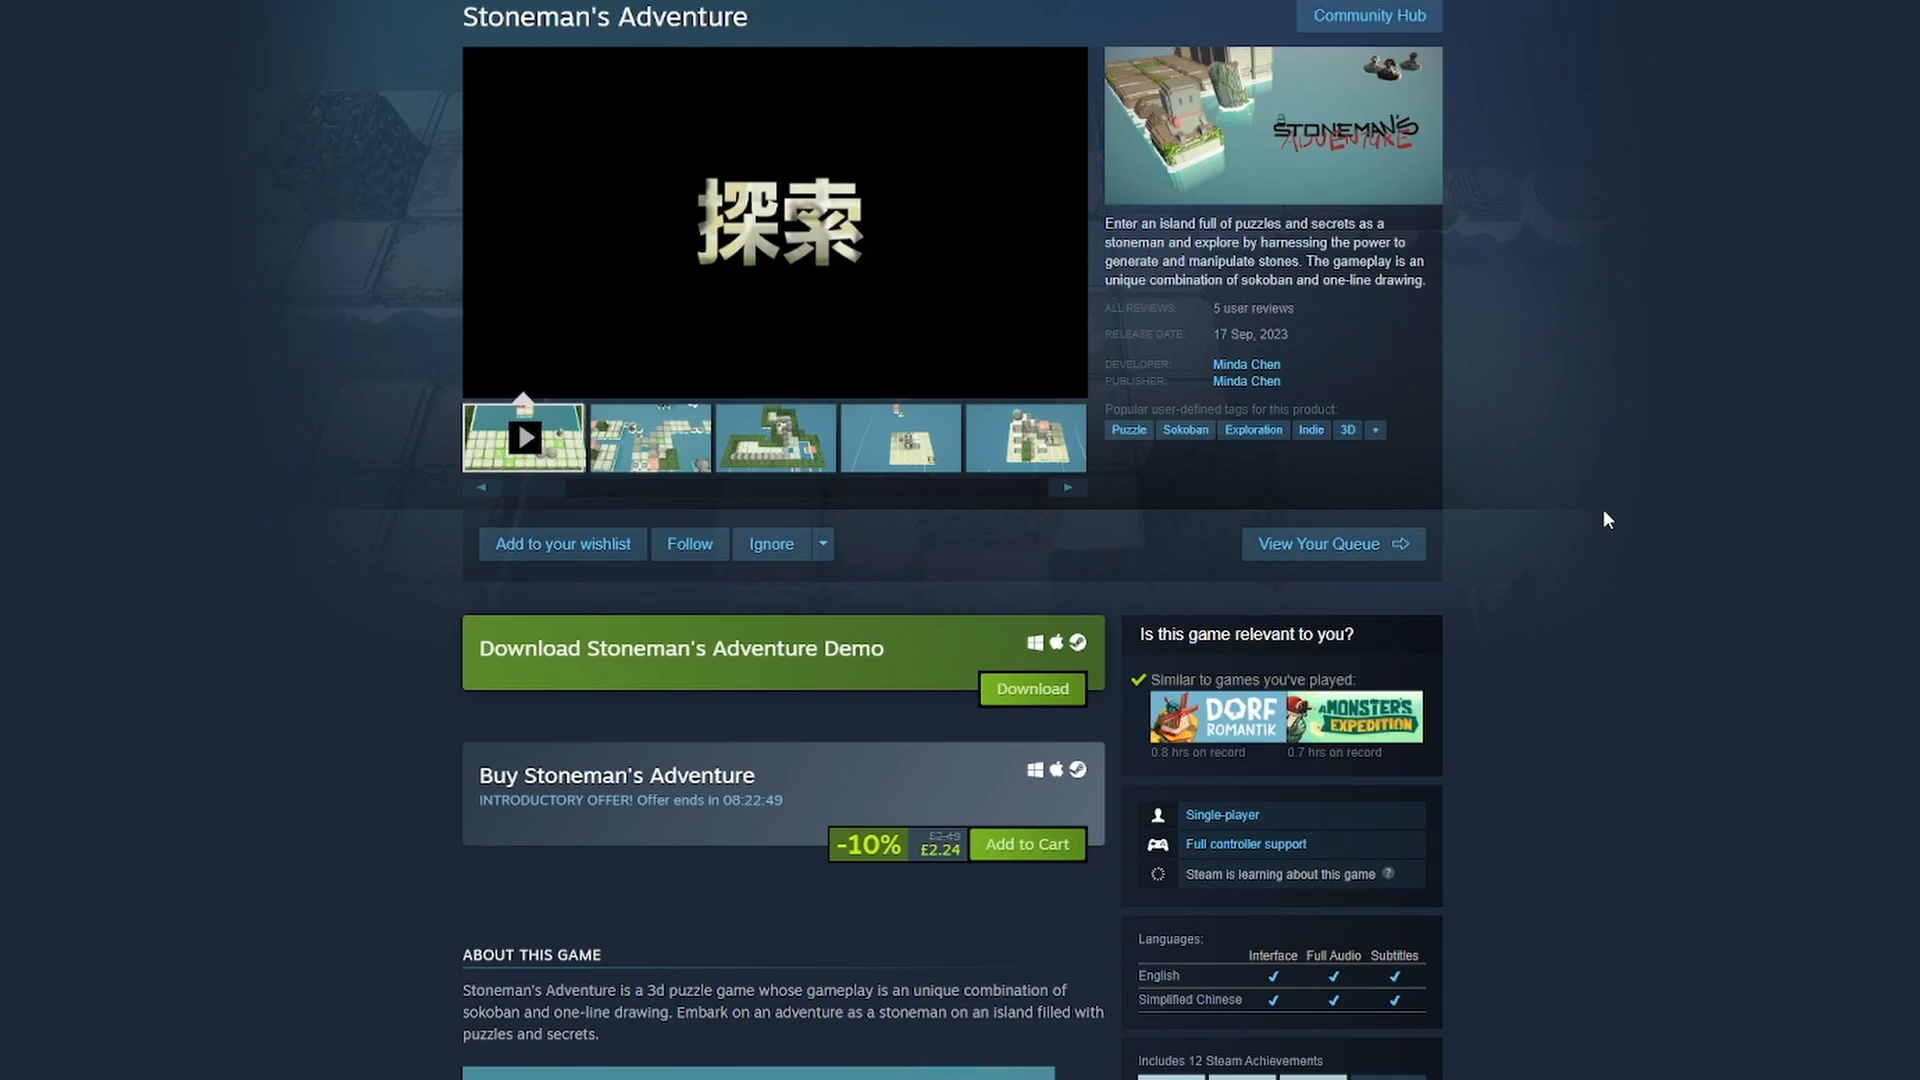 Stoneman's Adventure
Community Hub
探索
STONEMAN'S
ADVENTURE
Enter an island full of puzzles and secrets as a
stoneman and explore by harnessing the power to
generate and manipulate stones. The gameplay is an
unique combination of sokoban and one-line drawing.
ALL REVIEWS: 5 user reviews
RELEASE DATE: 17 Sep, 2023
DEVELOPER: Minda Chen
PUBLISHER: Minda Chen
Popular user-defined tags for this product:
Puzzle Sokoban Exploration Indie 3D +
Add to your wishlist Follow Ignore View Your Queue
Download Stoneman's Adventure Demo
Download
Is this game relevant to you?
Similar to games you've played:
DORF
ROMANTIK
A MONSTER'S
EXPEDITION
0.8 hrs on record 0.7 hrs on record
Buy Stoneman's Adventure
INTRODUCTORY OFFER! Offer ends in 08:22:49
-10% £2.49 £2.24 Add to Cart
Single-player
Full controller support
Steam is learning about this game ?
Languages:
Interface Full Audio Subtitles
English ✔ ✔ ✔
Simplified Chinese ✔ ✔ ✔
ABOUT THIS GAME
Stoneman's Adventure is a 3d puzzle game whose gameplay is an unique combination of
sokoban and one-line drawing. Embark on an adventure as a stoneman on an island filled with
puzzles and secrets.
Includes 12 Steam Achievements